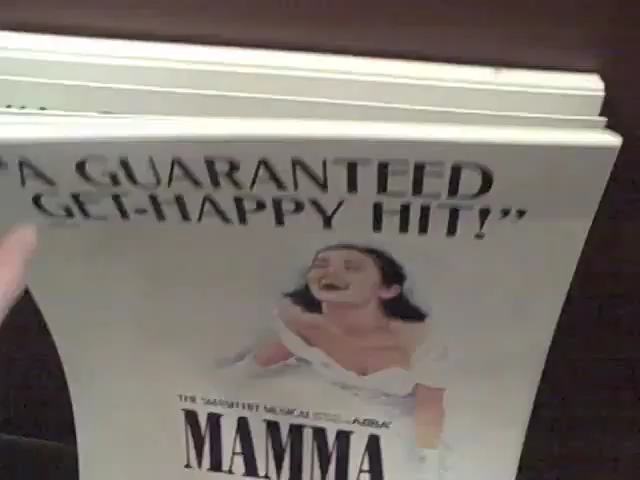 "A GUARANTEED
GET-HAPPY HIT!"
THE SMASH HIT MUSICAL ABBA
MAMMA